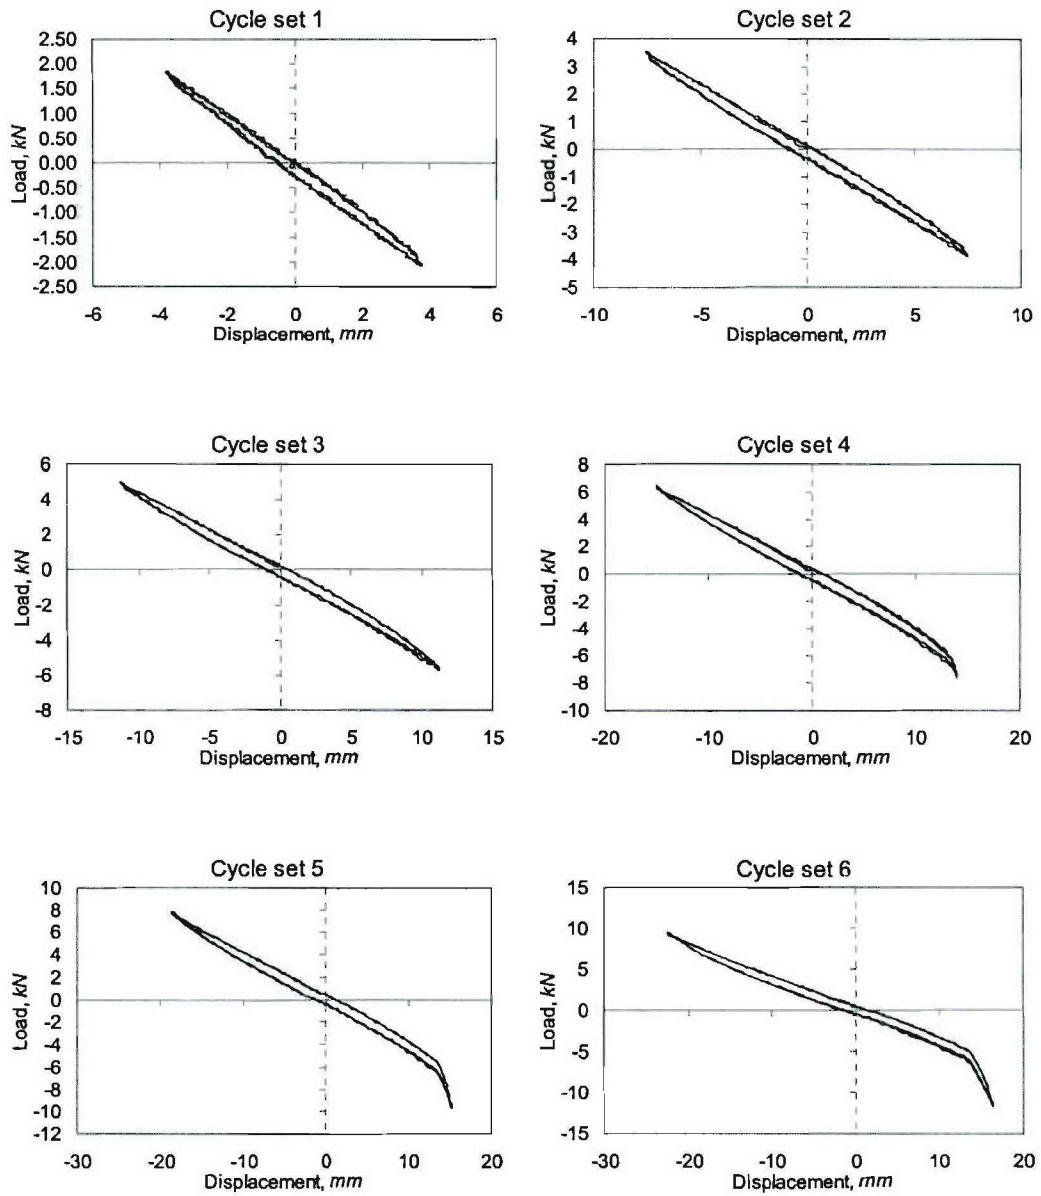 Cycle set 1
2.50
2.00
1.50
1.00
0.50
0.00
-0.50
-1.00
-1.50
-2.00
-2.50
Load, kN
-6 -4 -2 0 2 4 6
Displacement, mm
Cycle set 2
4
3
2
1
0
-1
-2
-3
-4
-5
Load, kN
-10 -5 0 5 10
Displacement, mm
Cycle set 3
6
4
2
0
-2
-4
-6
-8
Load, kN
-15 -10 -5 0 5 10 15
Displacement, mm
Cycle set 4
8
6
4
2
0
-2
-4
-6
-8
-10
Load, kN
-20 -10 0 10 20
Displacement, mm
Cycle set 5
10
8
6
4
2
0
-2
-4
-6
-8
-10
-12
Load, kN
-30 -20 -10 0 10 20
Displacement, mm
Cycle set 6
15
10
5
0
-5
-10
-15
Load, kN
-30 -20 -10 0 10 20
Displacement, mm